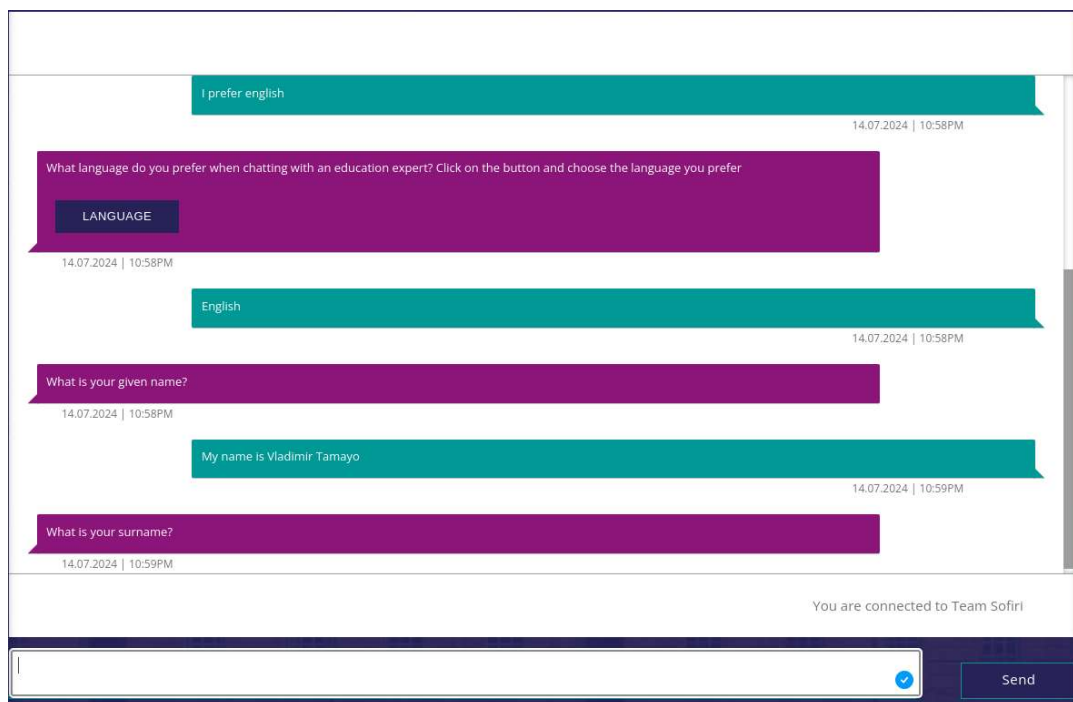 I prefer english
14.07.2024 | 10:58PM
What language do you prefer when chatting with an education expert? Click on the button and choose the language you prefer
LANGUAGE
14.07.2024 | 10:58PM
English
14.07.2024 | 10:58PM
What is your given name?
14.07.2024 | 10:58PM
My name is Vladimir Tamayo
14.07.2024 | 10:59PM
What is your surname?
14.07.2024 | 10:59PM
You are connected to Team Sofiri
Send